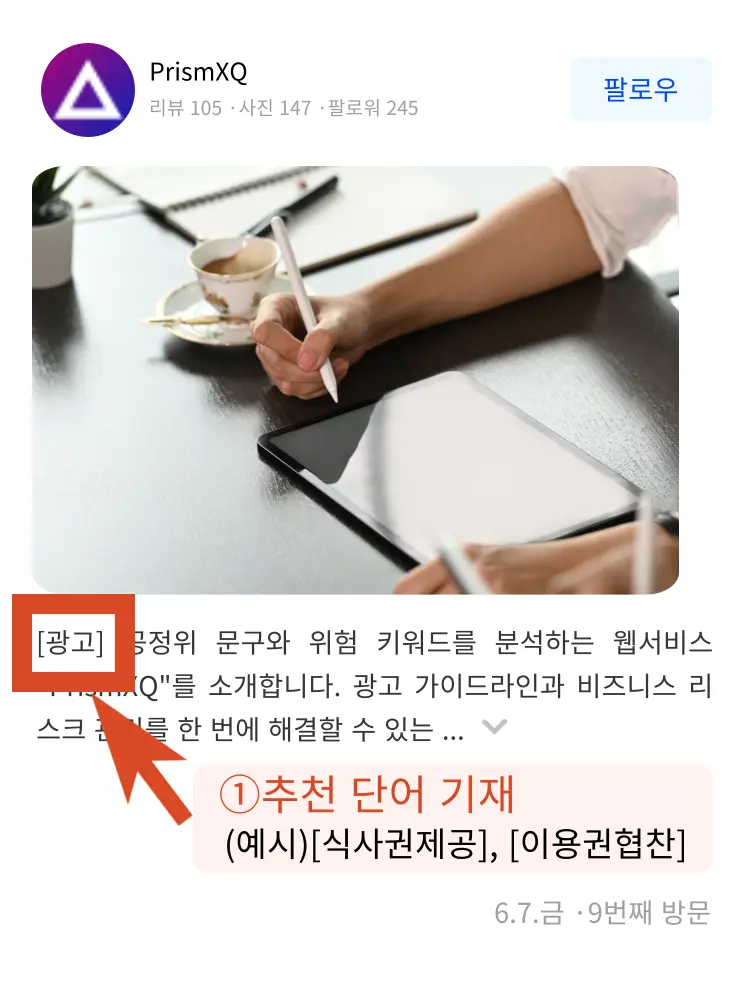 PrismXQ
리뷰 105 · 사진 147 · 팔로워 245
팔로우
[광고] 공정위 문구와 위험 키워드를 분석하는 웹서비스
"PrismXQ"를 소개합니다. 광고 가이드라인과 비즈니스 리
스크 를 한 번에 해결할 수 있는 ...
①추천 단어 기재
(예시)[식사권제공], [이용권협찬]
6.7.금 · 9번째 방문